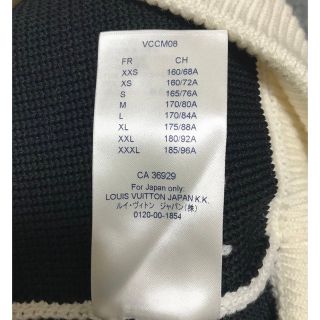 VCCM08
FR CH
XXS 160/68A
XS 160/72A
S 165/76A
M 170/80A
L 170/84A
XL 175/88A
XXL 180/92A
XXXL 185/96A
CA 36929
For Japan only:
LOUIS VUITTON JAPAN K.K.
ルイ・ヴィトン ジャパン(株)
0120-00-1854